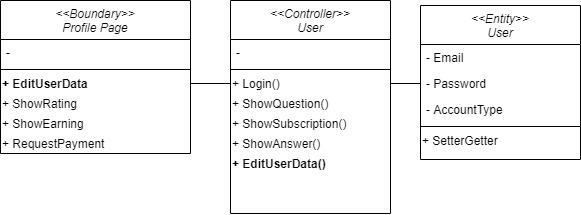 <<Boundary>>
Profile Page
-
+ EditUserData
+ ShowRating
+ ShowEarning
+ RequestPayment
<<Controller>>
User
-
+ Login()
+ ShowQuestion()
+ ShowSubscription()
+ ShowAnswer()
+ EditUserData()
<<Entity>>
User
- Email
- Password
- AccountType
+ SetterGetter